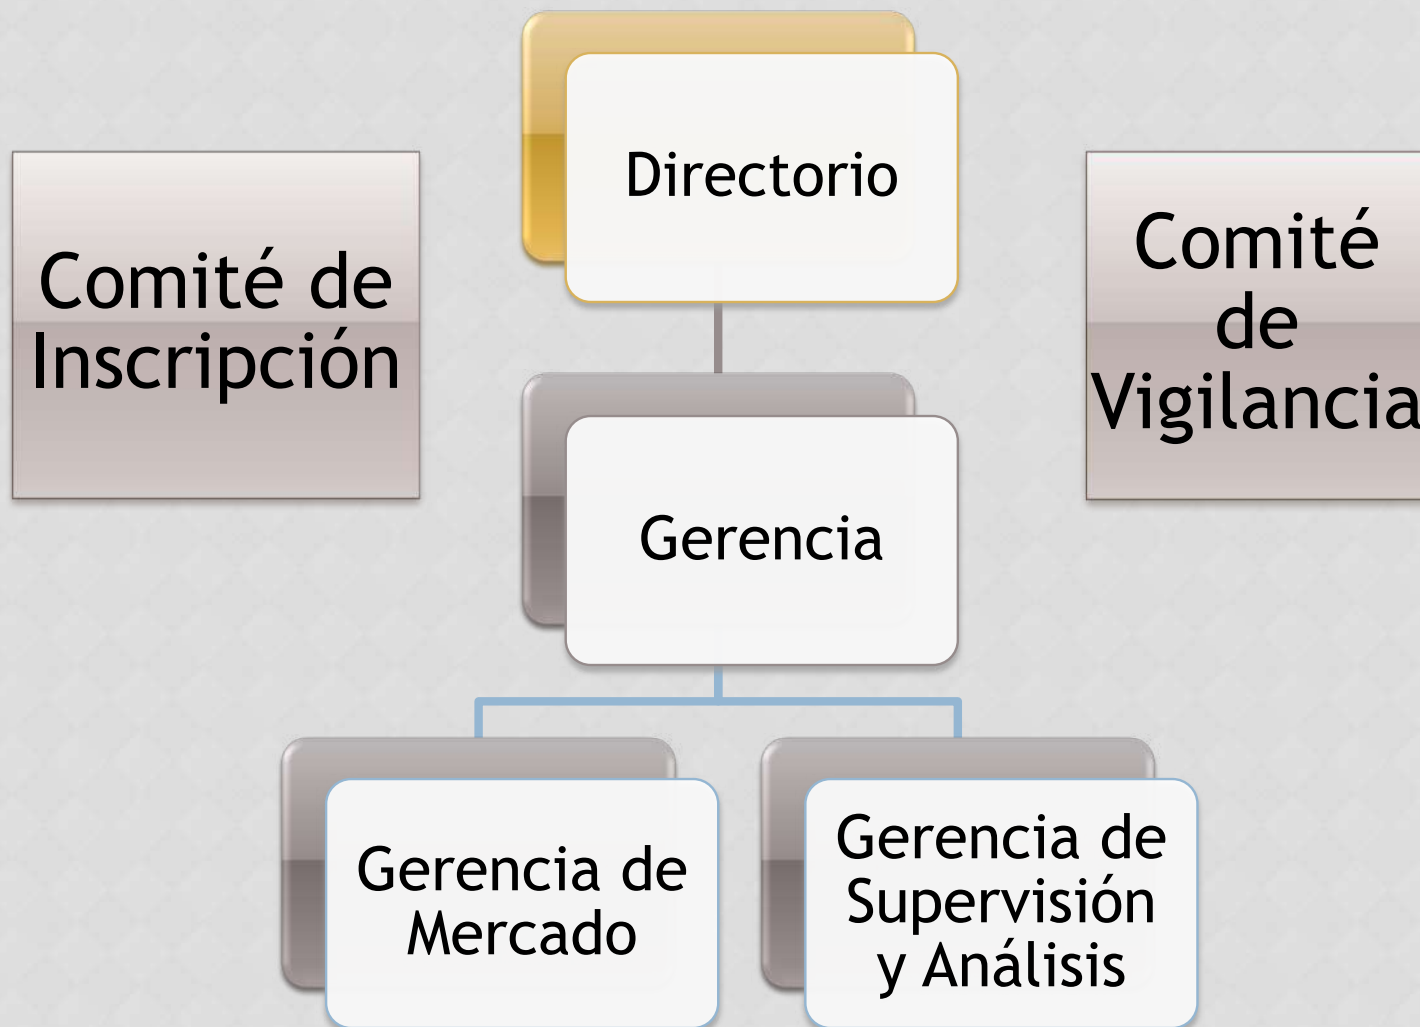 Directorio
Comité de
Inscripción
Comité
de
Vigilancia
Gerencia
Gerencia de
Mercado
Gerencia de
Supervisión
y Análisis